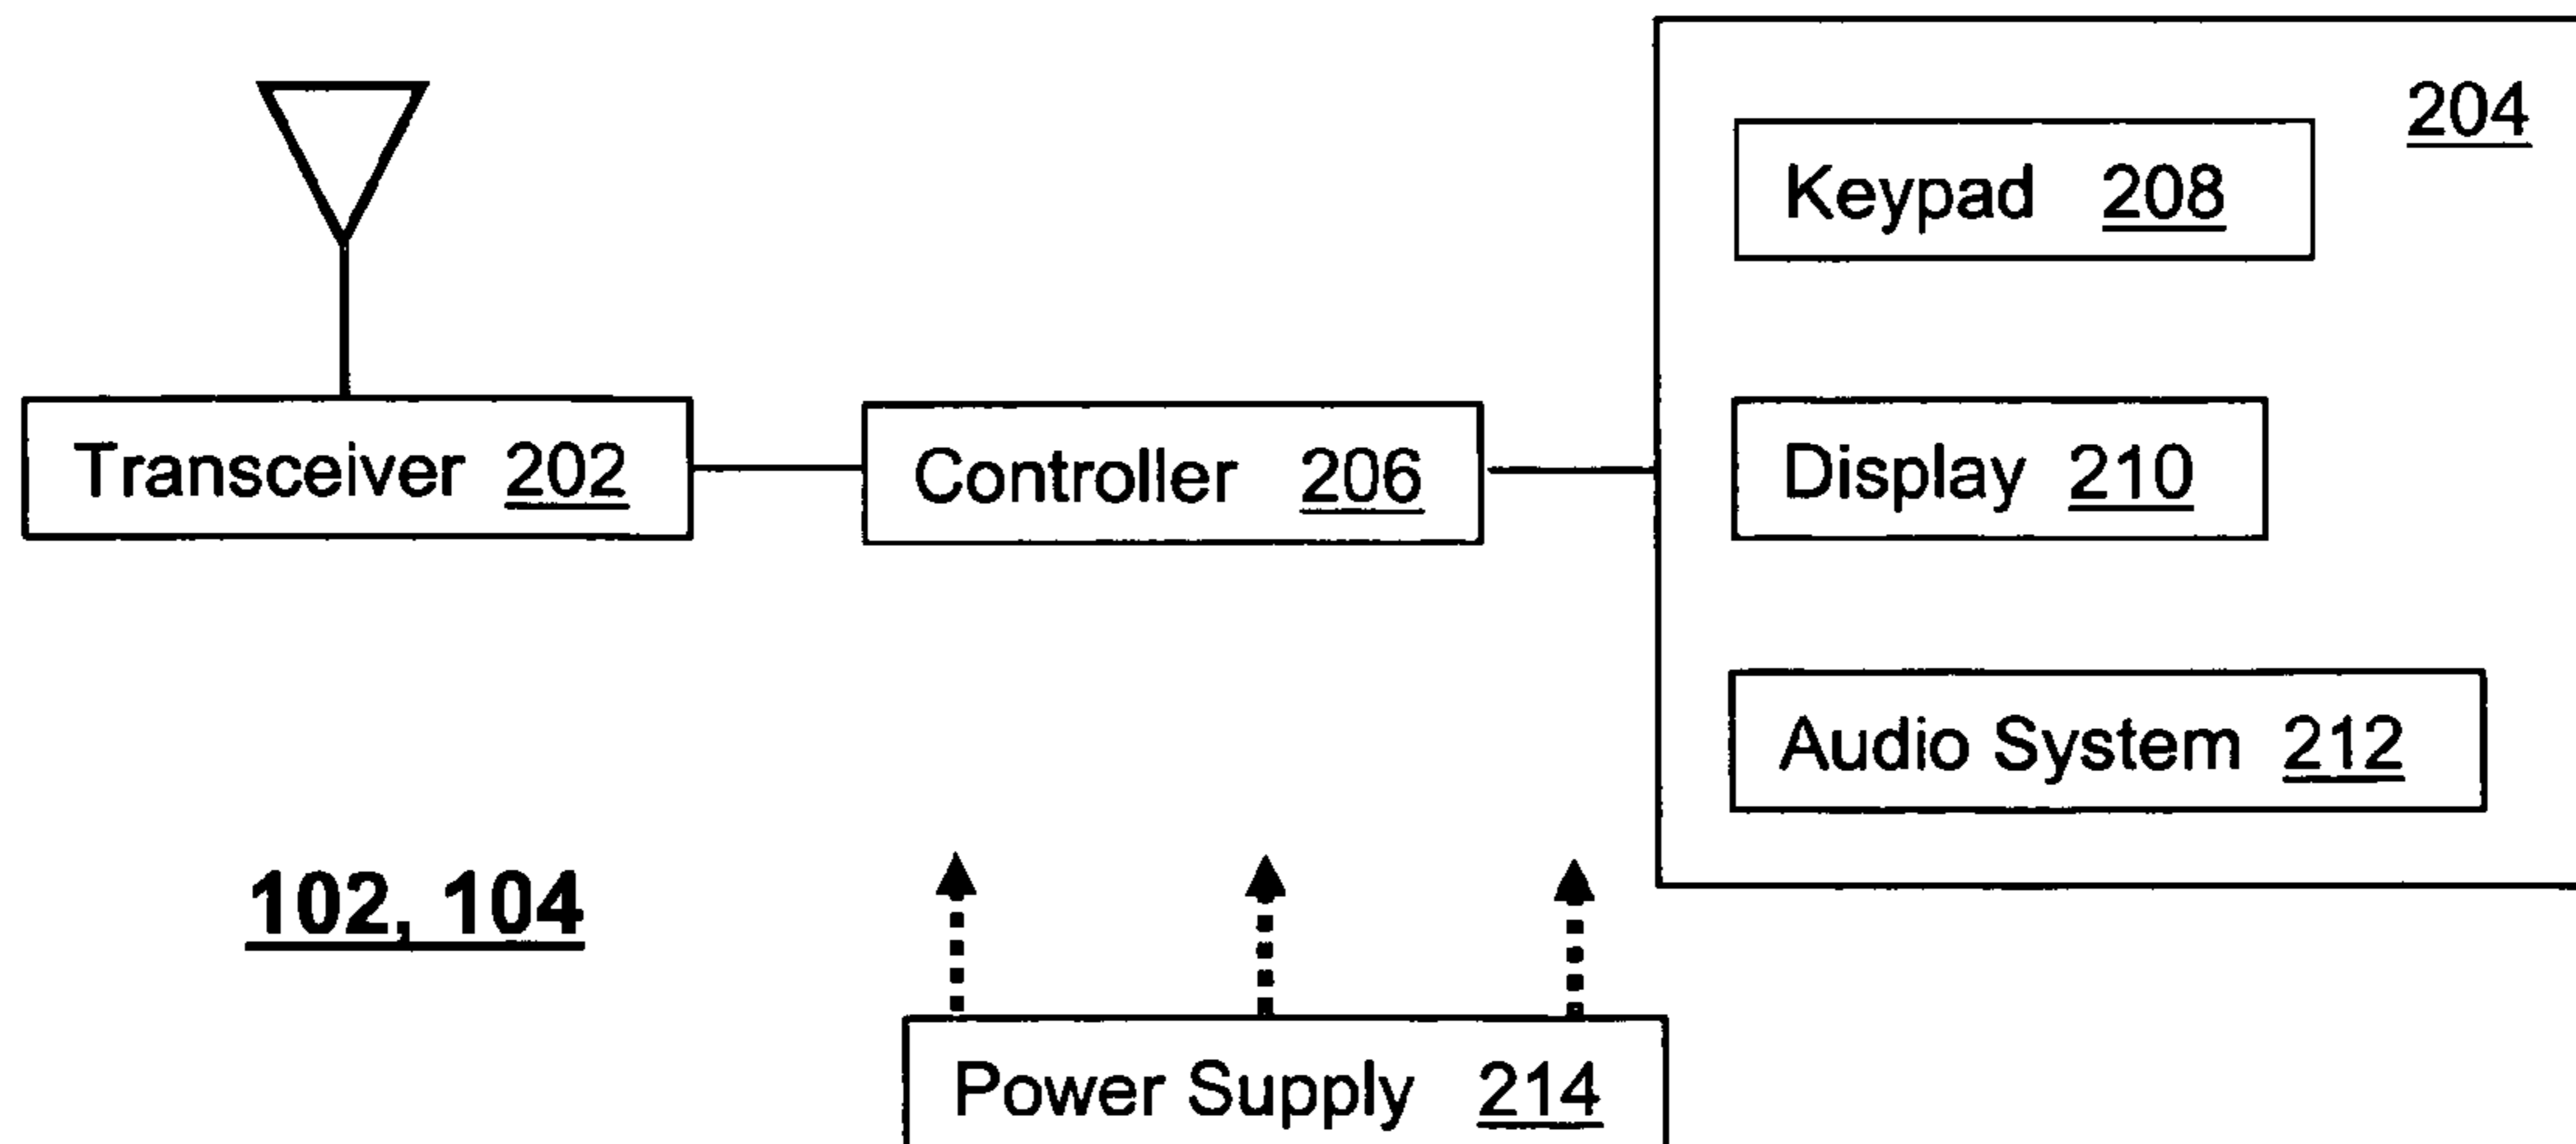 204
Keypad 208
Transceiver 202
Controller 206
Display 210
Audio System 212
102, 104
Power Supply 214